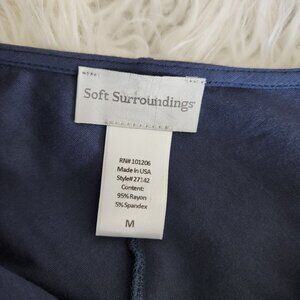 Soft Surroundings®
RN# 101206
Made in USA
Style# 27142
Content:
95% Rayon
5% Spandex
M